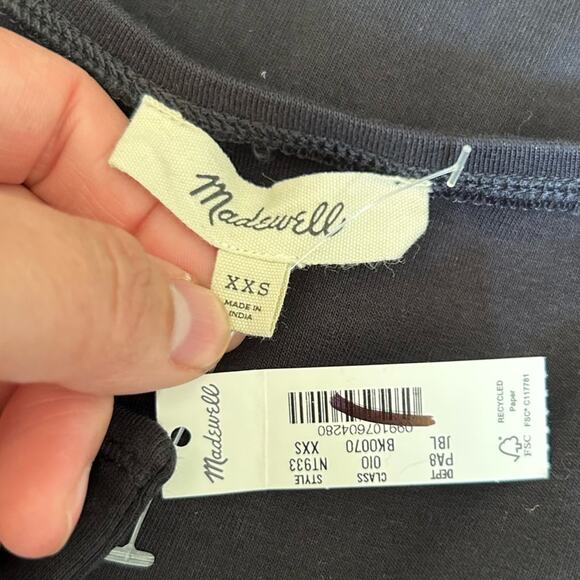 Madewell
XXS
MADE IN
INDIA
Madewell
DEPT CLASS STYLE
PA8 010 NT933
JBL BK0070 XXS
RECYCLED
Paper
FSC
FSC® C117781